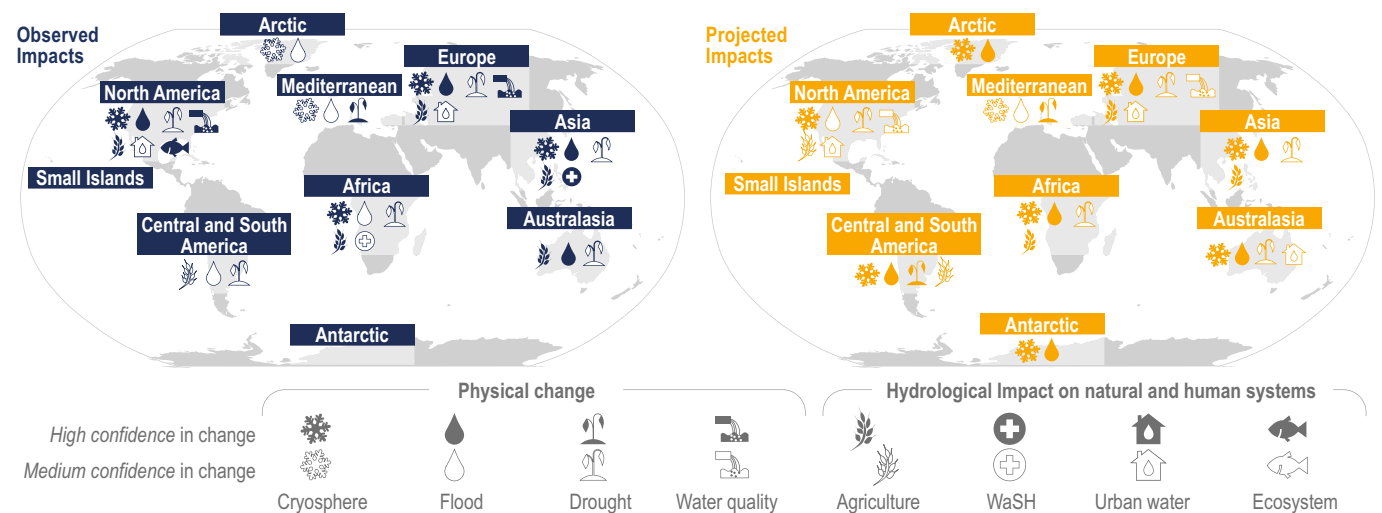 Observed
Impacts
Arctic
Europe
Mediterranean
North America
Asia
Small Islands
Africa
Central and South
America
Australasia
Antarctic
Projected
Impacts
Arctic
Europe
Mediterranean
North America
Asia
Small Islands
Africa
Central and South
America
Australasia
Antarctic
Physical change
Hydrological Impact on natural and human systems
High confidence in change
Medium confidence in change
Cryosphere
Flood
Drought
Water quality
Agriculture
WaSH
Urban water
Ecosystem